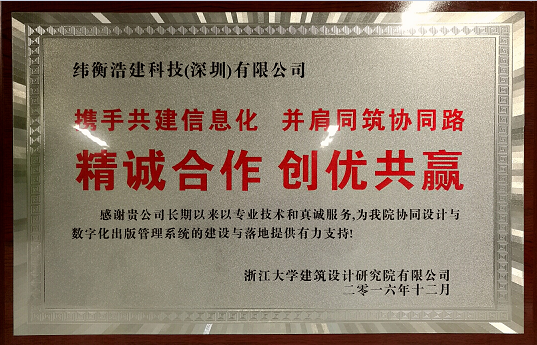 纬衡浩建科技(深圳)有限公司
携手共建信息化 并肩同筑协同路
精诚合作 创优共赢
感谢贵公司长期以来以专业技术和真诚服务,为我院协同设计与
数字化出版管理系统的建设与落地提供有力支持!
浙江大学建筑设计研究院有限公司
二零一六年十二月